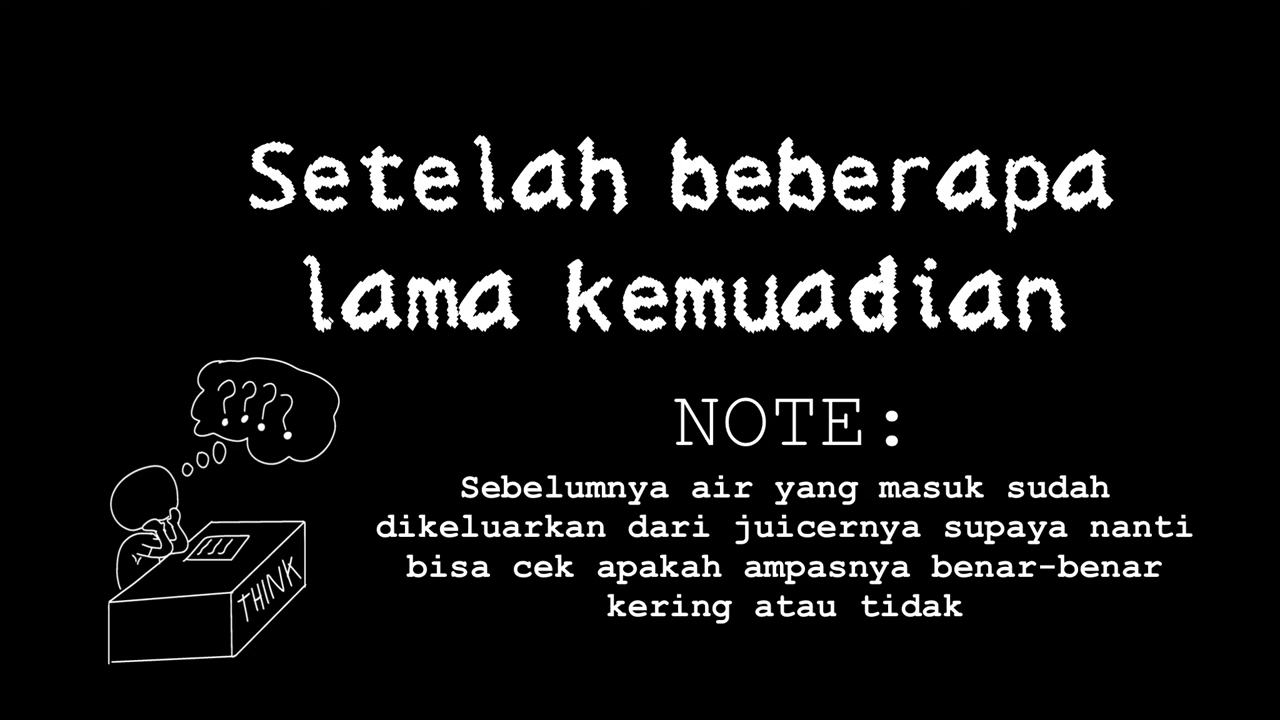 Setelah beberapa
lama kemuadian
????
THINK
NOTE:
Sebelumnya air yang masuk sudah
dikeluarkan dari juicernya supaya nanti
bisa cek apakah ampasnya benar-benar
kering atau tidak